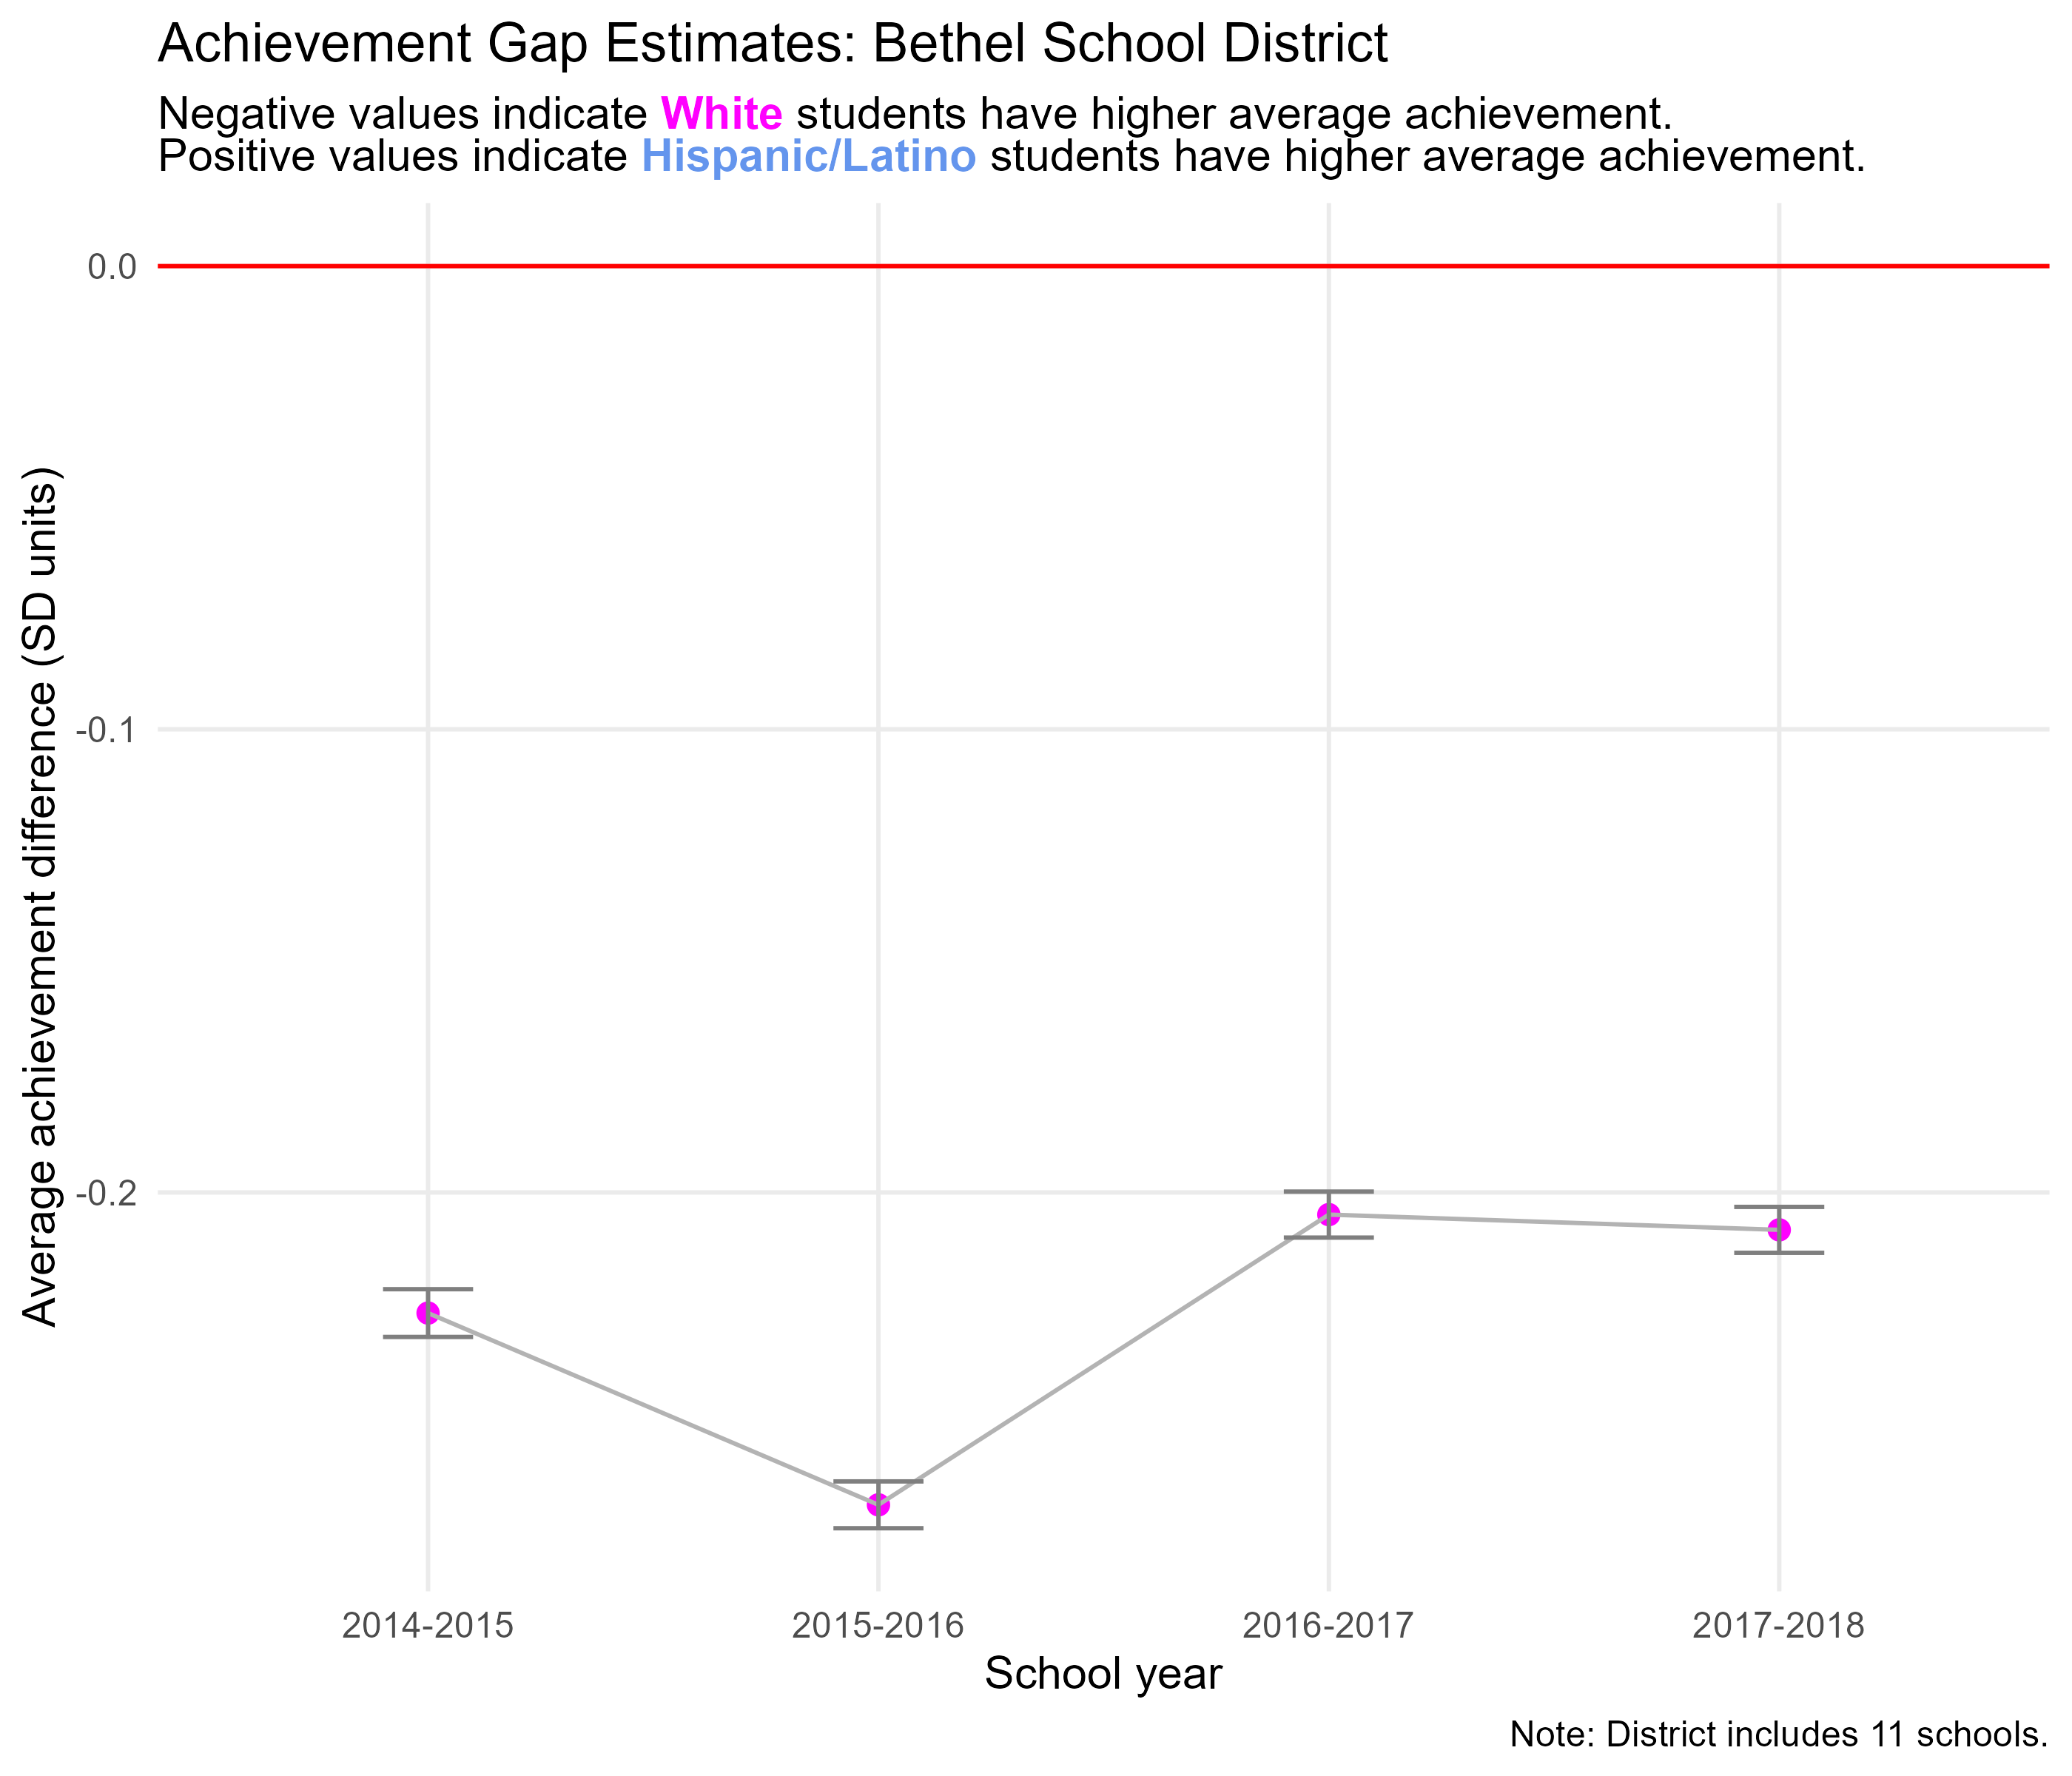 Achievement Gap Estimates: Bethel School District
Negative values indicate White students have higher average achievement.
Positive values indicate Hispanic/Latino students have higher average achievement.
Average achievement difference (SD units)
0.0
-0.1
-0.2
2014-2015
2015-2016
2016-2017
2017-2018
School year
Note: District includes 11 schools.